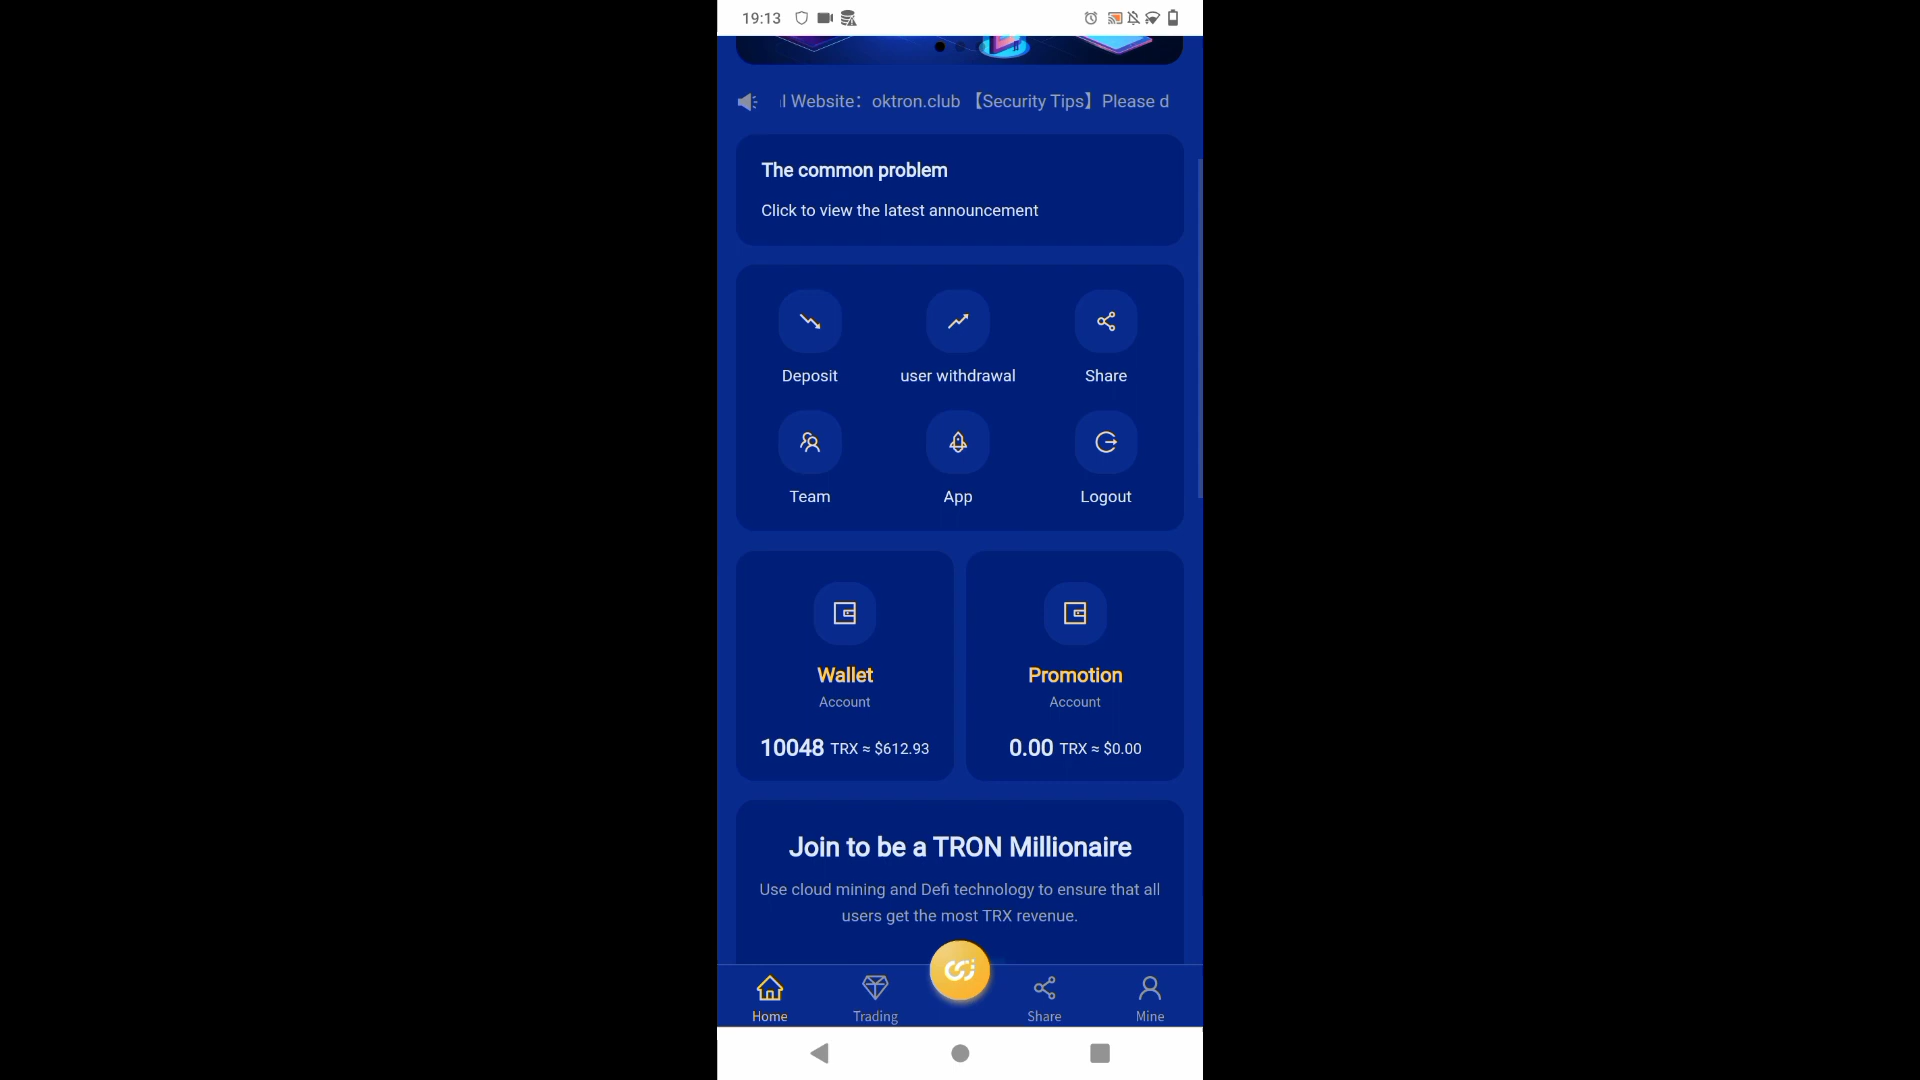 19:13
l Website： oktron.club 【Security Tips】Please d
The common problem
Click to view the latest announcement
Deposit
user withdrawal
Share
Team
App
Logout
Wallet
Account
10048 TRX ≈ $612.93
Promotion
Account
0.00 TRX ≈ $0.00
Join to be a TRON Millionaire
Use cloud mining and Defi technology to ensure that all
users get the most TRX revenue.
Home
Trading
Share
Mine